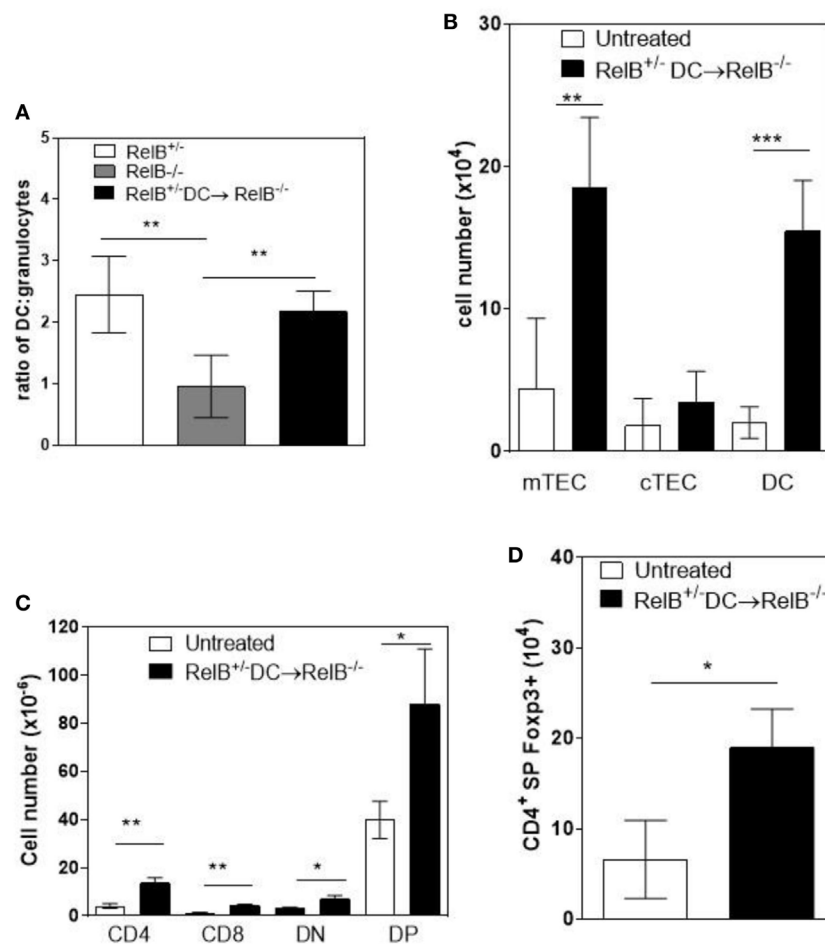 A
ratio of DC:granulocytes
5
4
3
2
1
0
RelB+/-
RelB-/-
RelB+/-DC→ RelB-/-
**
**
B
cell number (x10⁴)
30
20
10
0
Untreated
RelB+/- DC→RelB-/-
**
***
mTEC cTEC DC
C
Cell number (x10⁻⁶)
120
100
80
60
40
20
0
Untreated
RelB+/-DC→RelB-/-
**
**
*
*
CD4 CD8 DN DP
D
CD4⁺ SP Foxp3+ (10⁴)
40
30
20
10
0
Untreated
RelB+/-DC→RelB-/-
*